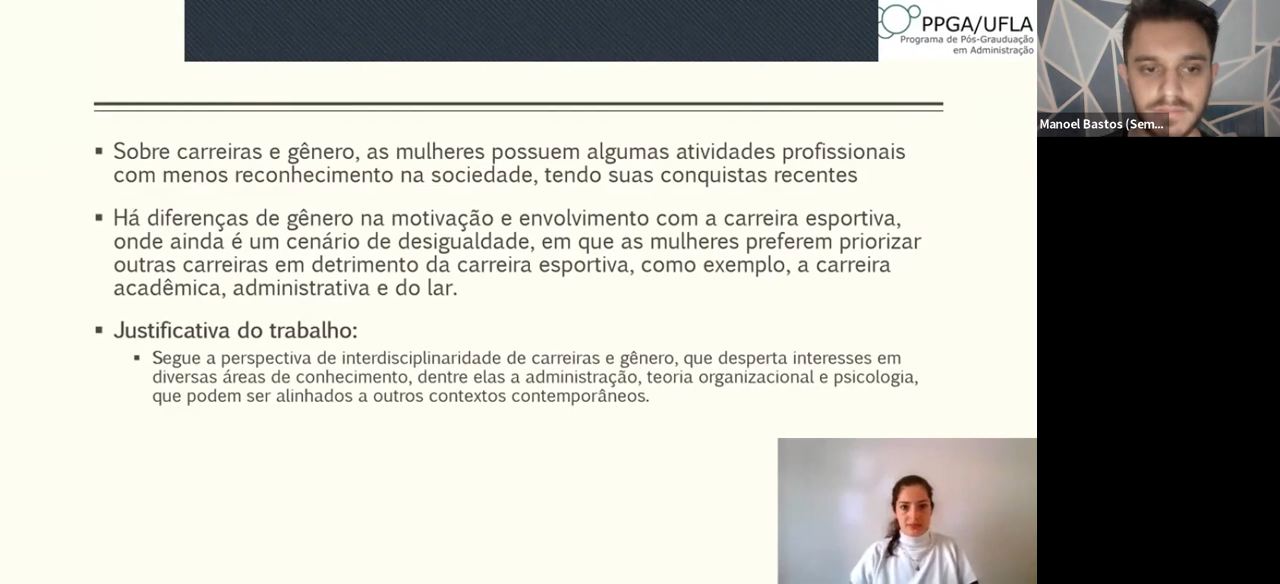 PPGA/UFLA
Programa de Pós-Grauduação
em Administração
Manoel Bastos (Sem...
▪ Sobre carreiras e gênero, as mulheres possuem algumas atividades profissionais
com menos reconhecimento na sociedade, tendo suas conquistas recentes
▪ Há diferenças de gênero na motivação e envolvimento com a carreira esportiva,
onde ainda é um cenário de desigualdade, em que as mulheres preferem priorizar
outras carreiras em detrimento da carreira esportiva, como exemplo, a carreira
acadêmica, administrativa e do lar.
▪ Justificativa do trabalho:
▪ Segue a perspectiva de interdisciplinaridade de carreiras e gênero, que desperta interesses em
diversas áreas de conhecimento, dentre elas a administração, teoria organizacional e psicologia,
que podem ser alinhados a outros contextos contemporâneos.